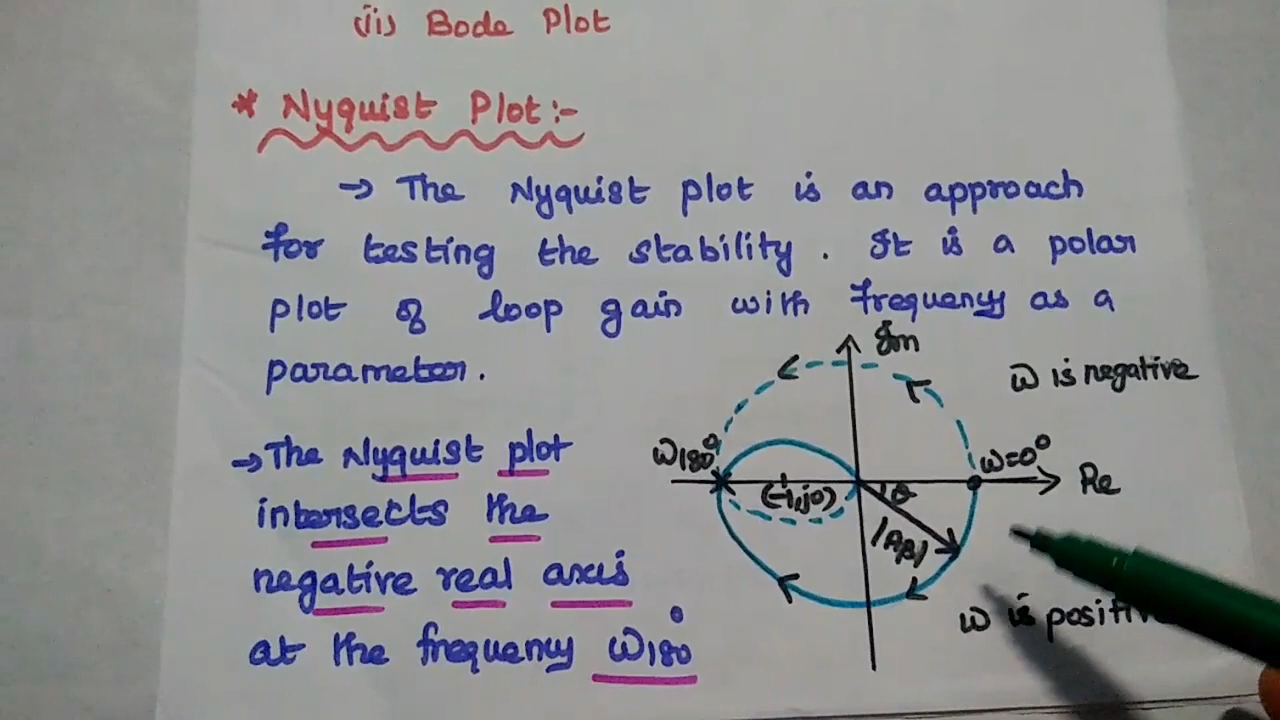 (ii) Bode Plot
* Nyquist Plot:-
→ The Nyquist plot is an approach
for testing the stability. It is a polar
plot of loop gain with frequency as a
parameter.
→ The Nyquist plot
intersects the
negative real axis
at the frequency ω180°
Im
ω is negative
ω180°
ω=0°
(-1,j0)
θ
Re
|Aβ|
ω is positive